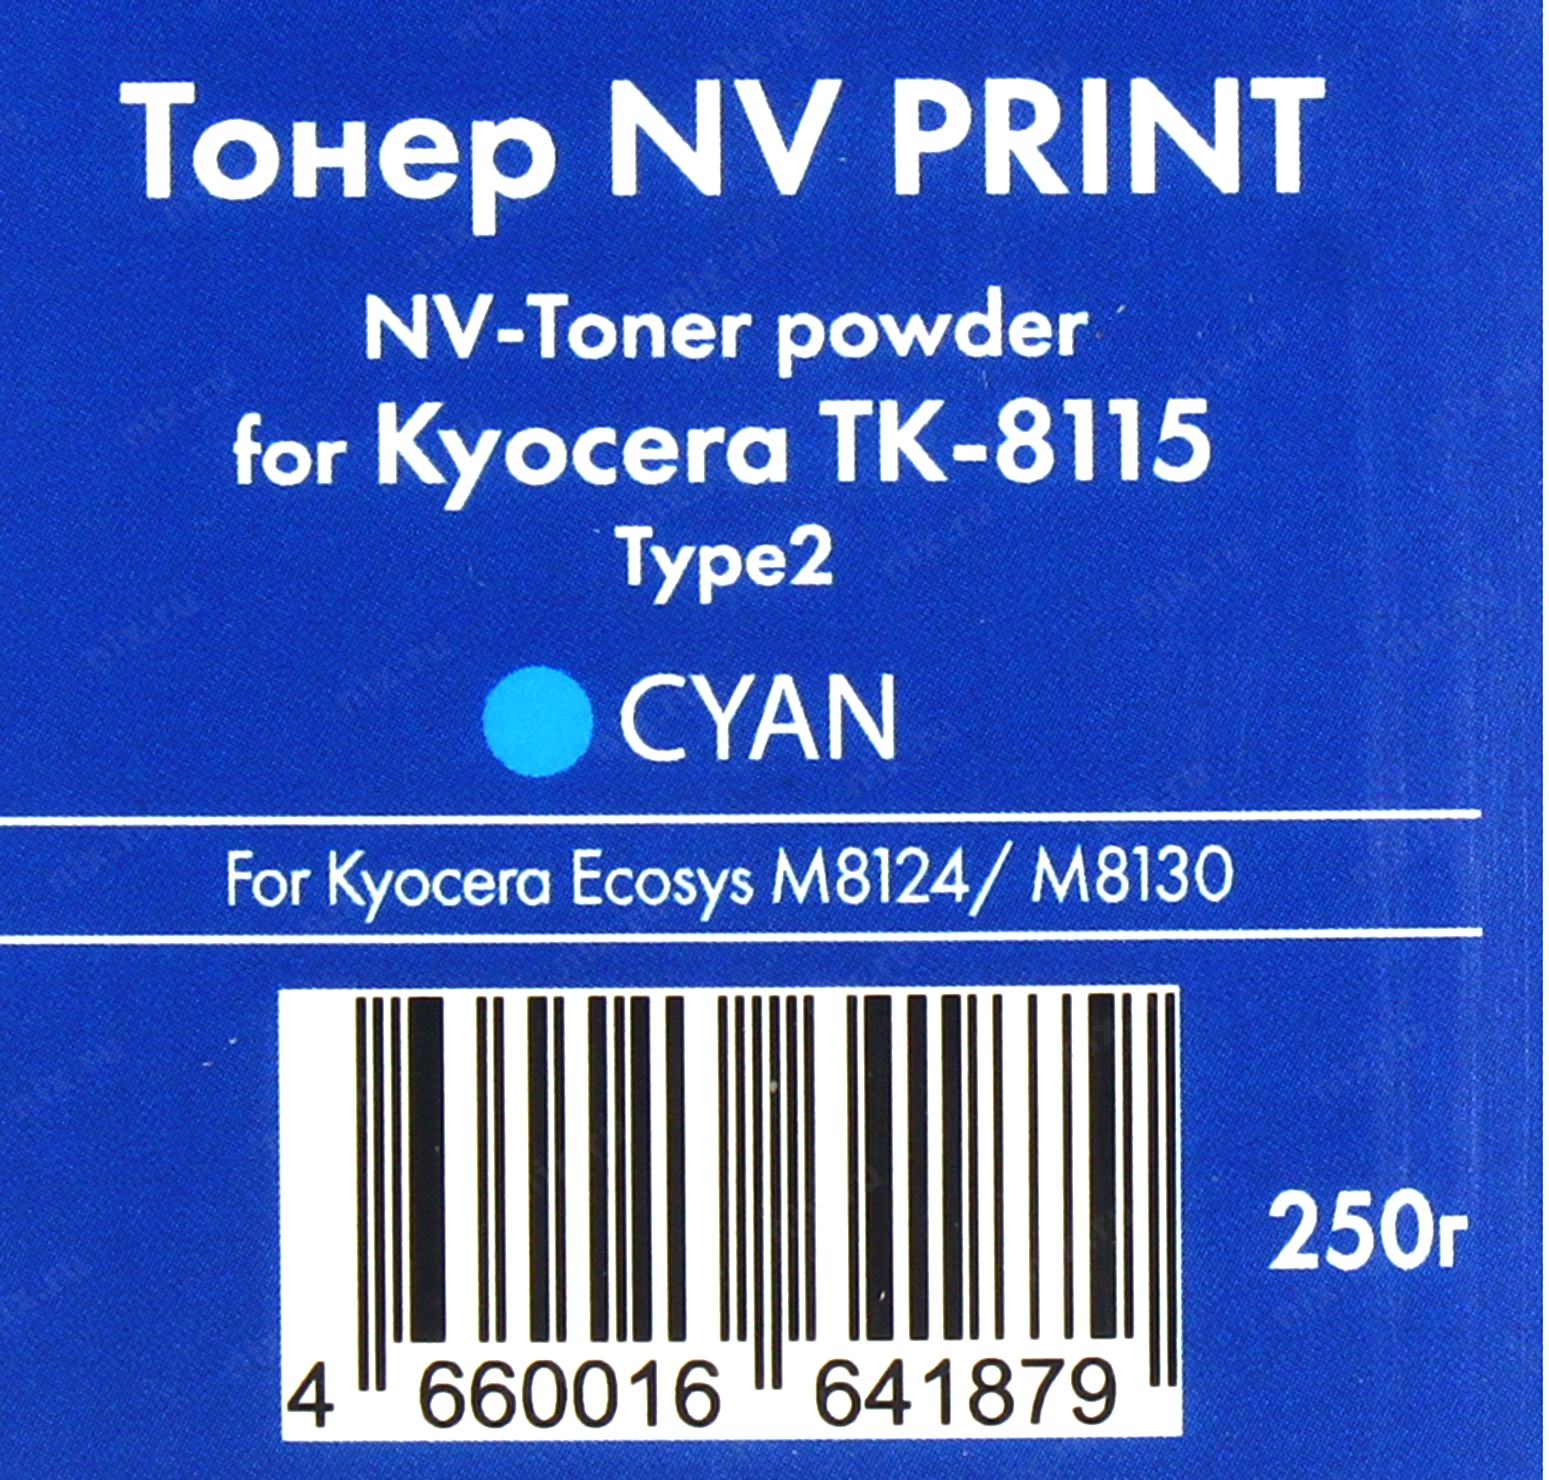 Тонер NV PRINT
NV-Toner powder
for Kyocera TK-8115
Type2
CYAN
For Kyocera Ecosys M8124/ M8130
250г
4 660016 641879